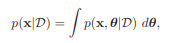 p(x|𝒟) = ∫ p(x, θ|𝒟) dθ,